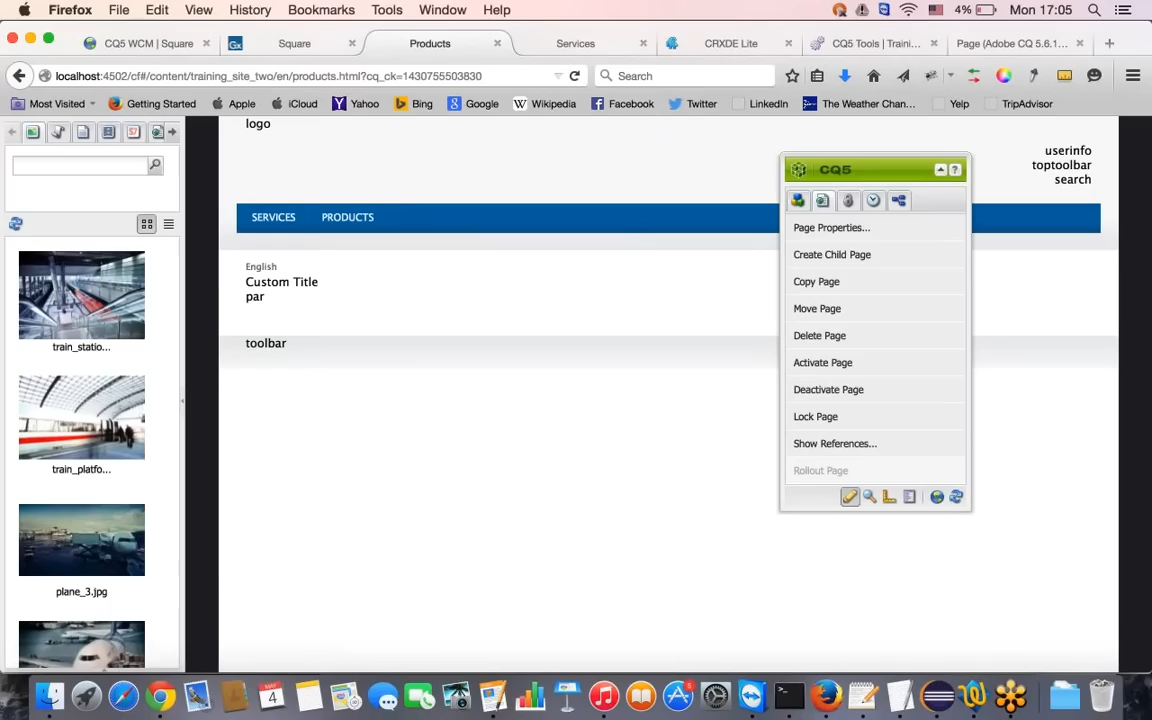 Firefox File Edit View History Bookmarks Tools Window Help 4% Mon 17:05
CQ5 WCM | Square Square Products Services CRXDE Lite CQ5 Tools | Traini... Page (Adobe CQ 5.6.1...
localhost:4502/cf#/content/training_site_two/en/products.html?cq_ck=1430755503830 Search
Most Visited Getting Started Apple iCloud Yahoo Bing Google Wikipedia Facebook Twitter LinkedIn The Weather Chan... Yelp TripAdvisor
logo
userinfo
toptoolbar
search
SERVICES PRODUCTS
English
Custom Title
par
toolbar
CQ5
Page Properties...
Create Child Page
Copy Page
Move Page
Delete Page
Activate Page
Deactivate Page
Lock Page
Show References...
Rollout Page
train_statio...
train_platfo...
plane_3.jpg